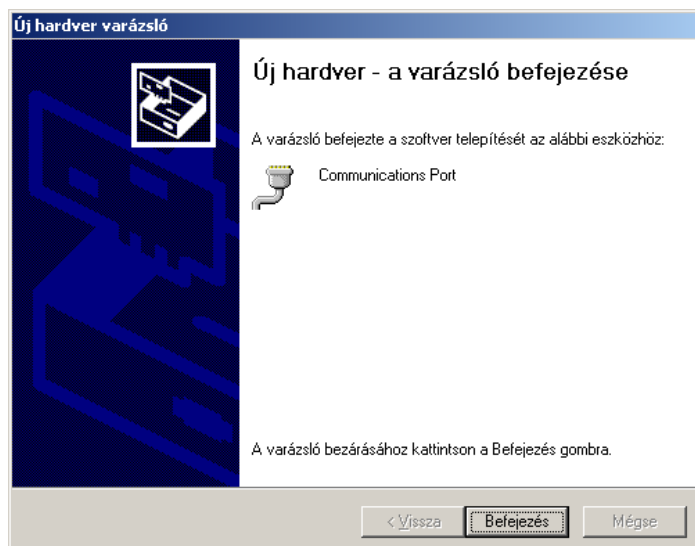 Új hardver varázsló
Új hardver - a varázsló befejezése
A varázsló befejezte a szoftver telepítését az alábbi eszközhöz:
Communications Port
A varázsló bezárásához kattintson a Befejezés gombra.
< Vissza Befejezés Mégse